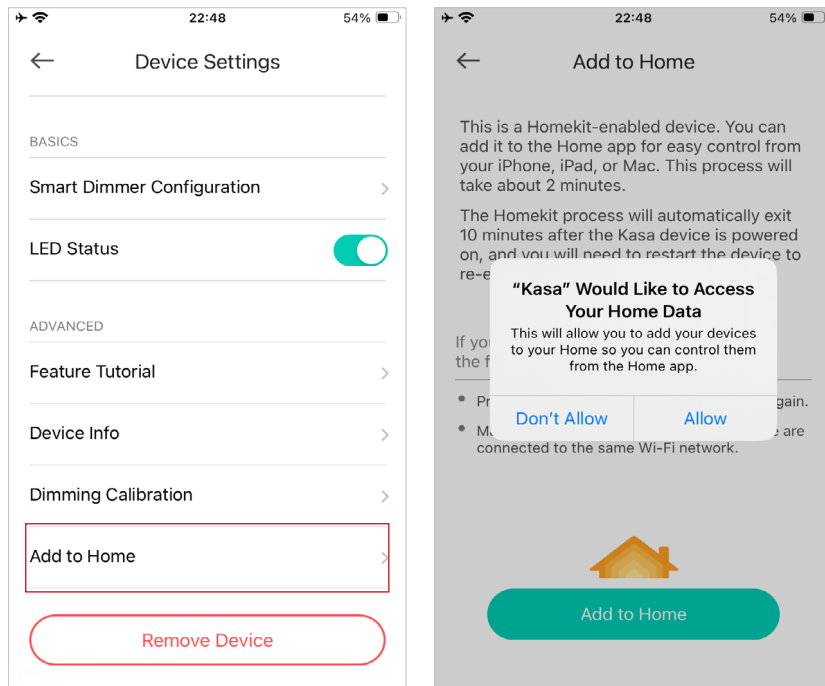 22:48
54%
Device Settings
BASICS
Smart Dimmer Configuration
LED Status
ADVANCED
Feature Tutorial
Device Info
Dimming Calibration
Add to Home
Remove Device
22:48
54%
Add to Home
This is a Homekit-enabled device. You can
add it to the Home app for easy control from
your iPhone, iPad, or Mac. This process will
take about 2 minutes.
The Homekit process will automatically exit
10 minutes after the Kasa device is powered
on, and you will need to restart the device to
“Kasa” Would Like to Access
Your Home Data
This will allow you to add your devices
to your Home so you can control them
from the Home app.
Don’t Allow
Allow
If
the
are
connected to the same Wi-Fi network.
Add to Home